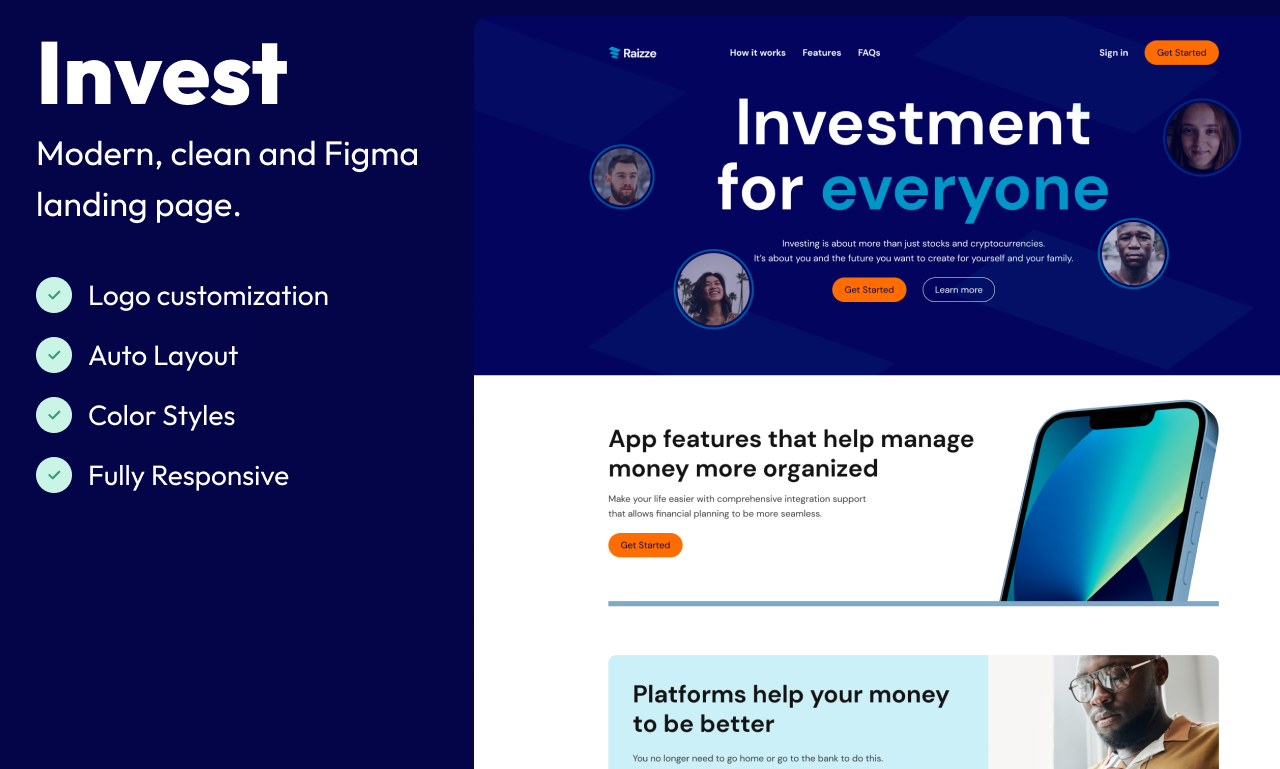 Invest
Modern, clean and Figma
landing page.
Logo customization
Auto Layout
Color Styles
Fully Responsive
Raizze
How it works
Features
FAQs
Sign in
Get Started
Investment
for everyone
Investing is about more than just stocks and cryptocurrencies.
It's about you and the future you want to create for yourself and your family.
Get Started
Learn more
App features that help manage
money more organized
Make your life easier with comprehensive integration support
that allows financial planning to be more seamless.
Get Started
Platforms help your money
to be better
You no longer need to go home or go to the bank to do this.